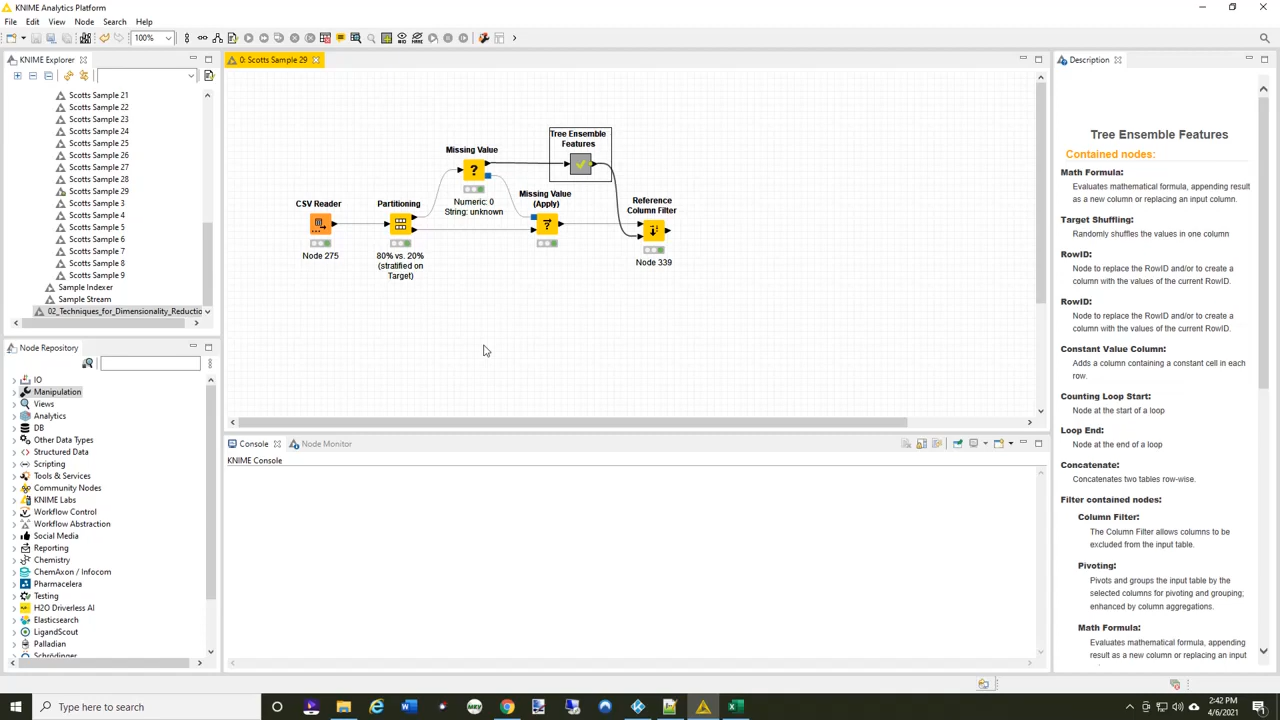 KNIME Analytics Platform
File Edit View Node Search Help
100%
KNIME Explorer
Scotts Sample 21
Scotts Sample 22
Scotts Sample 23
Scotts Sample 24
Scotts Sample 25
Scotts Sample 26
Scotts Sample 27
Scotts Sample 28
Scotts Sample 29
Scotts Sample 3
Scotts Sample 4
Scotts Sample 5
Scotts Sample 6
Scotts Sample 7
Scotts Sample 8
Scotts Sample 9
Sample Indexer
Sample Stream
02_Techniques_for_Dimensionality_Reductio
Node Repository
IO
Manipulation
Views
Analytics
DB
Other Data Types
Structured Data
Scripting
Tools & Services
Community Nodes
KNIME Labs
Workflow Control
Workflow Abstraction
Social Media
Reporting
Chemistry
ChemAxon / Infocom
Pharmacelera
Testing
H2O Driverless AI
Elasticsearch
LigandScout
Palladian
Schrödinger
0: Scotts Sample 29
CSV Reader
Node 275
Partitioning
80% vs. 20%
(stratified on
Target)
Missing Value
Numeric: 0
String: unknown
Tree Ensemble
Features
Missing Value
(Apply)
Reference
Column Filter
Node 339
Console
Node Monitor
KNIME Console
Description
Tree Ensemble Features
Contained nodes:
Math Formula:
Evaluates mathematical formula, appending result
as a new column or replacing an input column.
Target Shuffling:
Randomly shuffles the values in one column
RowID:
Node to replace the RowID and/or to create a
column with the values of the current RowID.
RowID:
Node to replace the RowID and/or to create a
column with the values of the current RowID.
Constant Value Column:
Adds a column containing a constant cell in each
row.
Counting Loop Start:
Node at the start of a loop
Loop End:
Node at the end of a loop
Concatenate:
Concatenates two tables row-wise.
Filter contained nodes:
Column Filter:
The Column Filter allows columns to be
excluded from the input table.
Pivoting:
Pivots and groups the input table by the
selected columns for pivoting and grouping;
enhanced by column aggregations.
Math Formula:
Evaluates mathematical formula, appending
result as a new column or replacing an input
Type here to search
2:42 PM
4/6/2021